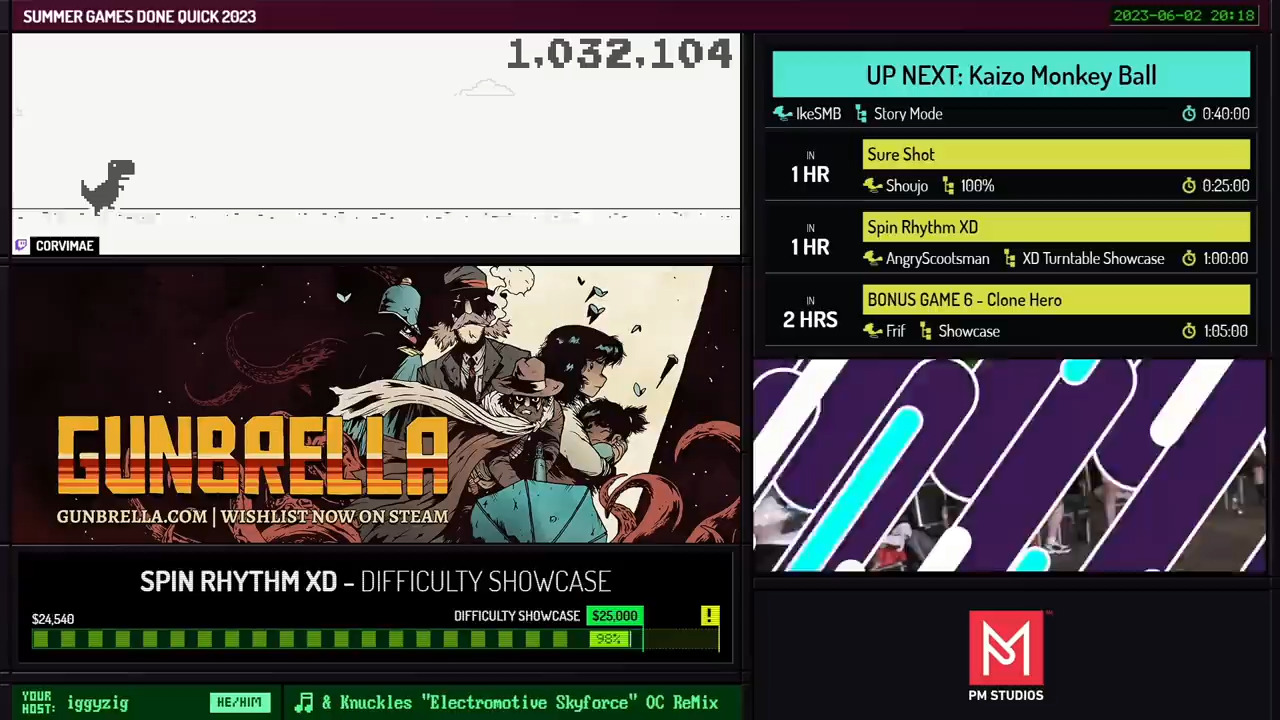 SUMMER GAMES DONE QUICK 2023
2023-06-02 20:18
1,032,104
CORVIMAE
UP NEXT: Kaizo Monkey Ball
IkeSMB Story Mode 0:40:00
IN 1 HR
Sure Shot
Shoujo 100% 0:25:00
IN 1 HR
Spin Rhythm XD
AngryScootsman XD Turntable Showcase 1:00:00
IN 2 HRS
BONUS GAME 6 - Clone Hero
Frif Showcase 1:05:00
GUNBRELLA
GUNBRELLA.COM | WISHLIST NOW ON STEAM
SPIN RHYTHM XD – DIFFICULTY SHOWCASE
$24,540
DIFFICULTY SHOWCASE $25,000 !
98%
PM STUDIOS
YOUR HOST: iggyzig HE/HIM
& Knuckles "Electromotive Skyforce" OC ReMix